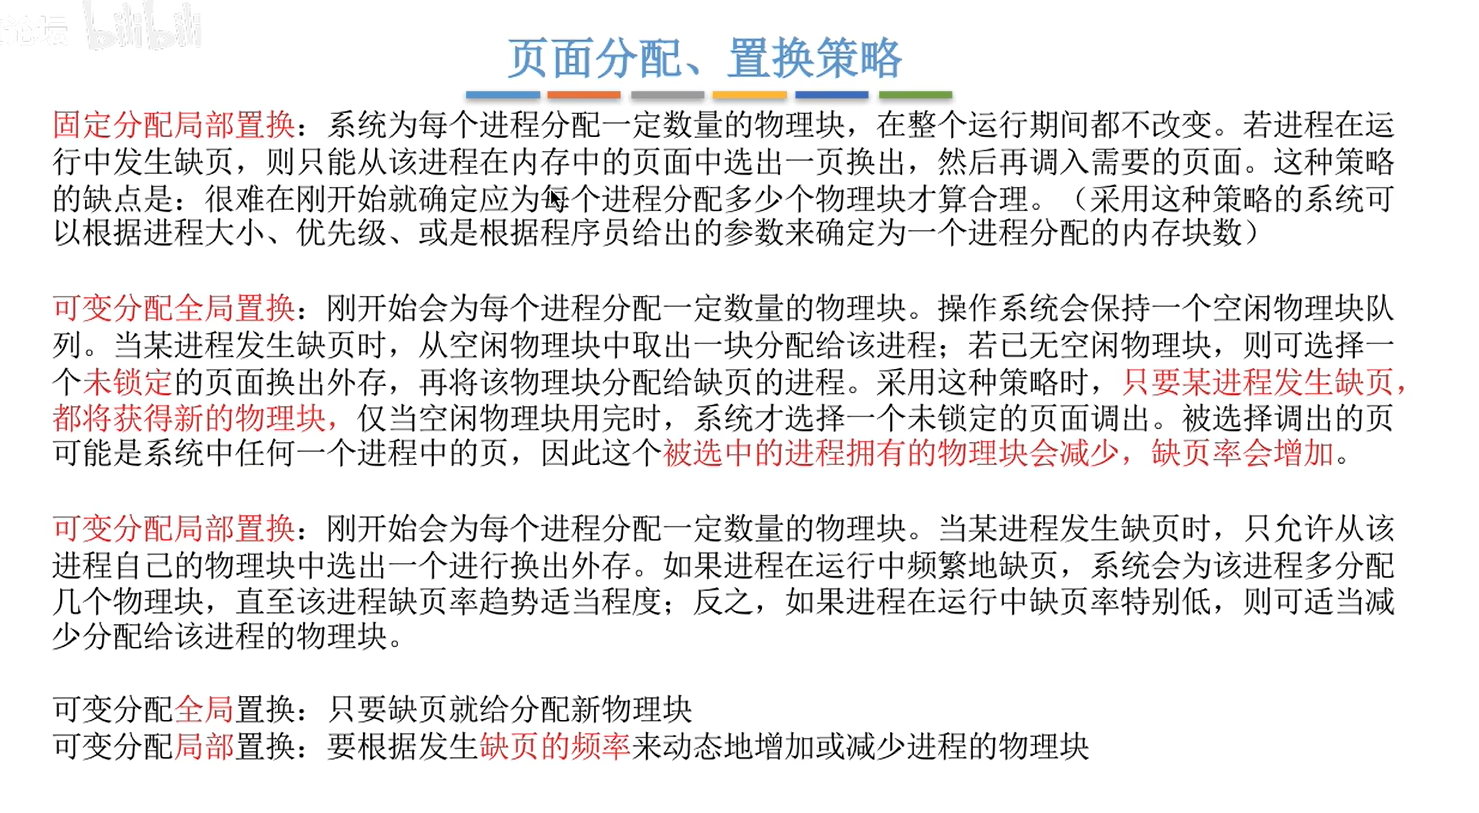 论坛 bilibili
页面分配、置换策略
固定分配局部置换：系统为每个进程分配一定数量的物理块，在整个运行期间都不改变。若进程在运
行中发生缺页，则只能从该进程在内存中的页面中选出一页换出，然后再调入需要的页面。这种策略
的缺点是：很难在刚开始就确定应为每个进程分配多少个物理块才算合理。（采用这种策略的系统可
以根据进程大小、优先级、或是根据程序员给出的参数来确定为一个进程分配的内存块数）
可变分配全局置换：刚开始会为每个进程分配一定数量的物理块。操作系统会保持一个空闲物理块队
列。当某进程发生缺页时，从空闲物理块中取出一块分配给该进程；若已无空闲物理块，则可选择一
个未锁定的页面换出外存，再将该物理块分配给缺页的进程。采用这种策略时，只要某进程发生缺页，
都将获得新的物理块，仅当空闲物理块用完时，系统才选择一个未锁定的页面调出。被选择调出的页
可能是系统中任何一个进程中的页，因此这个被选中的进程拥有的物理块会减少，缺页率会增加。
可变分配局部置换：刚开始会为每个进程分配一定数量的物理块。当某进程发生缺页时，只允许从该
进程自己的物理块中选出一个进行换出外存。如果进程在运行中频繁地缺页，系统会为该进程多分配
几个物理块，直至该进程缺页率趋势适当程度；反之，如果进程在运行中缺页率特别低，则可适当减
少分配给该进程的物理块。
可变分配全局置换：只要缺页就给分配新物理块
可变分配局部置换：要根据发生缺页的频率来动态地增加或减少进程的物理块